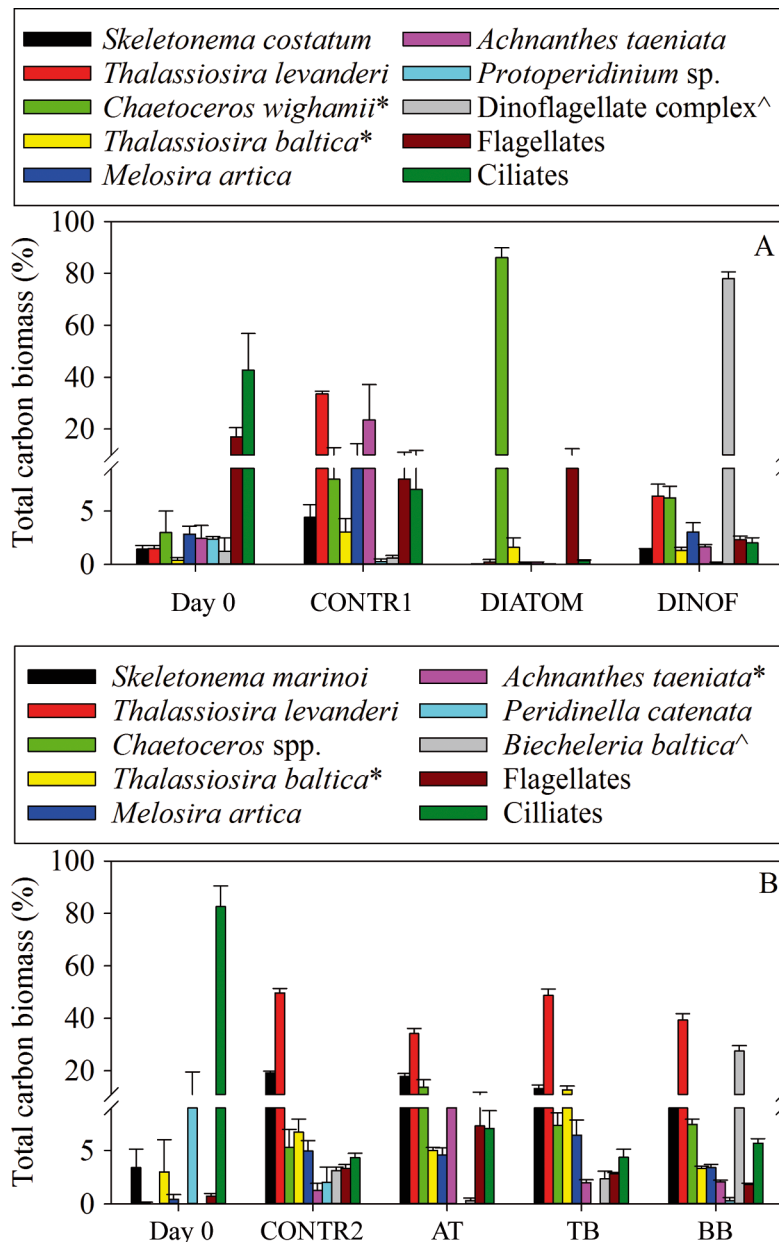 Skeletonema costatum
Thalassiosira levanderi
Chaetoceros wighamii*
Thalassiosira baltica*
Melosira artica
Achnanthes taeniata
Protoperidinium sp.
Dinoflagellate complex^
Flagellates
Ciliates
A
Total carbon biomass (%)
100
80
60
40
20
5
0
Day 0 CONTR1 DIATOM DINOF
Skeletonema marinoi
Thalassiosira levanderi
Chaetoceros spp.
Thalassiosira baltica*
Melosira artica
Achnanthes taeniata*
Peridinella catenata
Biecheleria baltica^
Flagellates
Cilliates
B
Total carbon biomass (%)
100
80
60
40
20
5
0
Day 0 CONTR2 AT TB BB